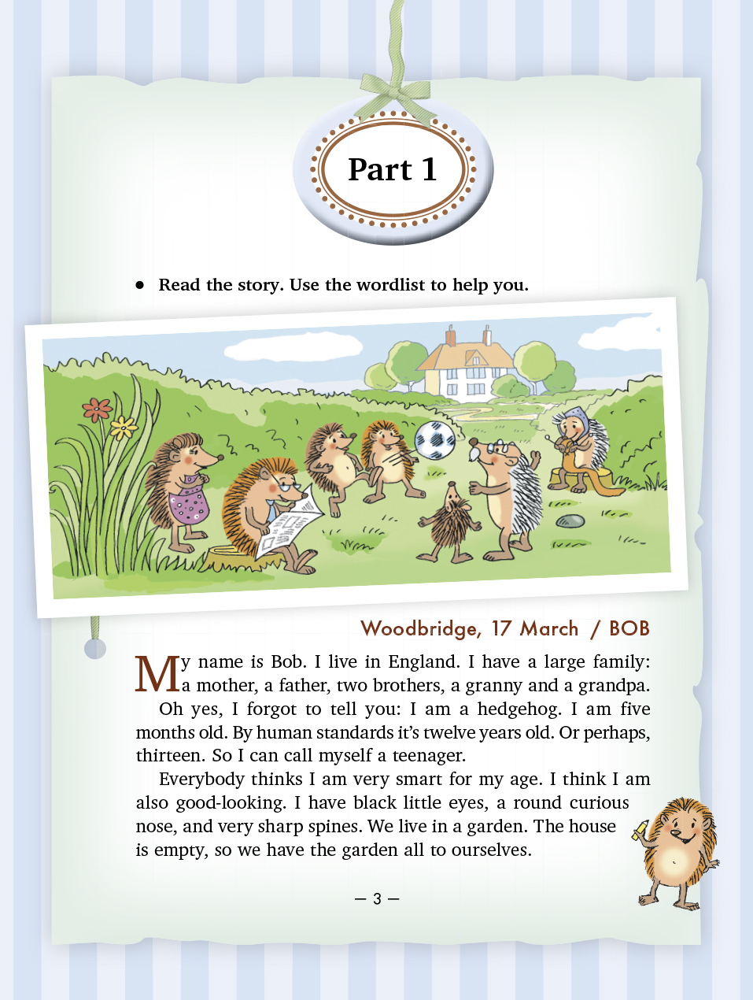 Part 1
• Read the story. Use the wordlist to help you.
Woodbridge, 17 March / BOB
My name is Bob. I live in England. I have a large family:
a mother, a father, two brothers, a granny and a grandpa.
Oh yes, I forgot to tell you: I am a hedgehog. I am five
months old. By human standards it’s twelve years old. Or perhaps,
thirteen. So I can call myself a teenager.
Everybody thinks I am very smart for my age. I think I am
also good-looking. I have black little eyes, a round curious
nose, and very sharp spines. We live in a garden. The house
is empty, so we have the garden all to ourselves.
— 3 —